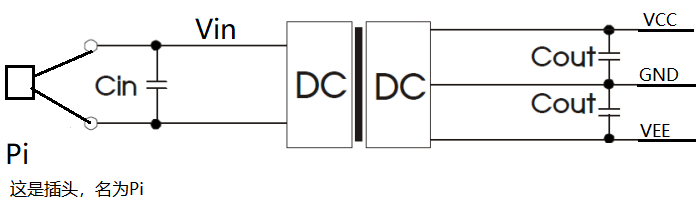 Vin
VCC
Cin
DC
DC
Cout
GND
Cout
VEE
Pi
这是插头，名为Pi